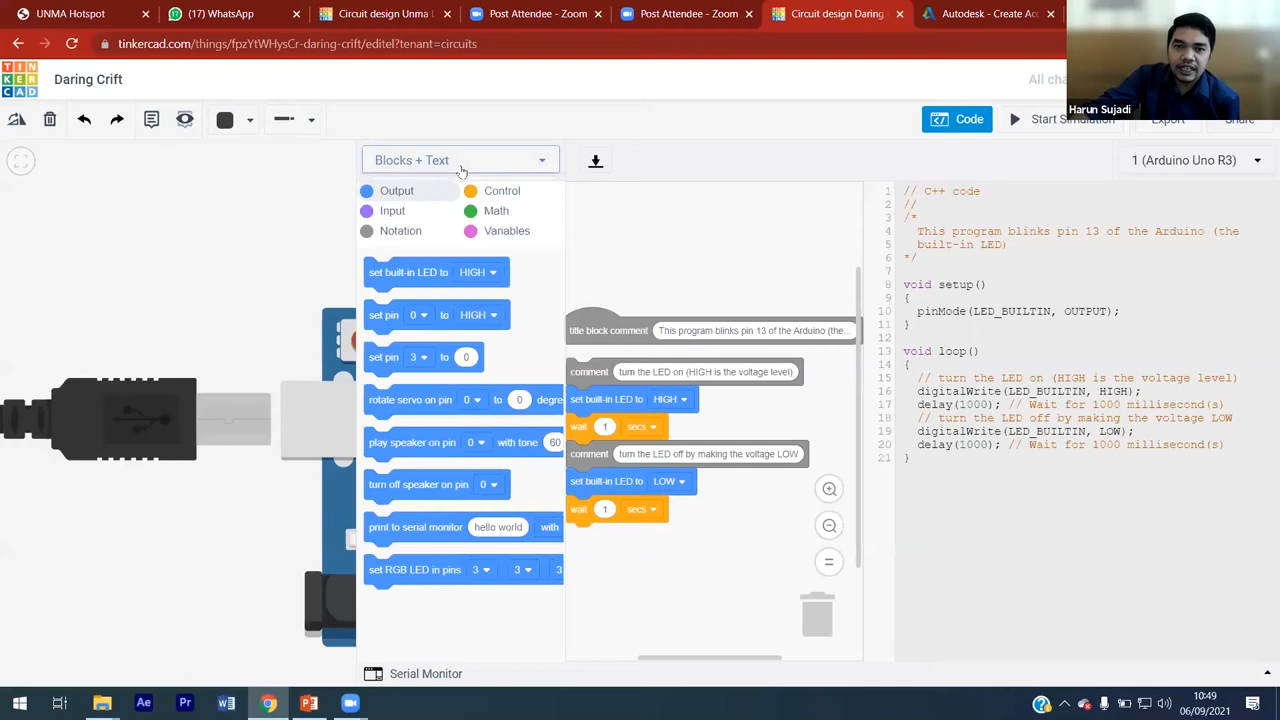 UNMA Hotspot
(17) WhatsApp
Circuit design Unma L
Post Attendee - Zoom
Post Attendee - Zoom
Circuit design Daring
Autodesk - Create Ac
tinkercad.com/things/fpzYtWHysCr-daring-crift/editel?tenant=circuits
TIN
KER
CAD
Daring Crift
All cha
Harun Sujadi
Code
Start Simulation
Export
Share
Blocks + Text
1 (Arduino Uno R3)
Output
Control
Input
Math
Notation
Variables
set built-in LED to HIGH
set pin 0 to HIGH
set pin 3 to 0
rotate servo on pin 0 to 0 degre
play speaker on pin 0 with tone 60
turn off speaker on pin 0
print to serial monitor hello world with
set RGB LED in pins 3 3 3
title block comment This program blinks pin 13 of the Arduino (the...
comment turn the LED on (HIGH is the voltage level)
set built-in LED to HIGH
wait 1 secs
comment turn the LED off by making the voltage LOW
set built-in LED to LOW
wait 1 secs
1 // C++ code
2 //
3 /*
4 This program blinks pin 13 of the Arduino (the
5 built-in LED)
6 */
7
8 void setup()
9 {
10 pinMode(LED_BUILTIN, OUTPUT);
11 }
12
13 void loop()
14 {
15 // turn the LED on (HIGH is the voltage level)
16 digitalWrite(LED_BUILTIN, HIGH);
17 delay(1000); // Wait for 1000 millisecond(s)
18 // turn the LED off by making the voltage LOW
19 digitalWrite(LED_BUILTIN, LOW);
20 delay(1000); // Wait for 1000 millisecond(s)
21 }
Serial Monitor
Ae
Pr
10:49
06/09/2021